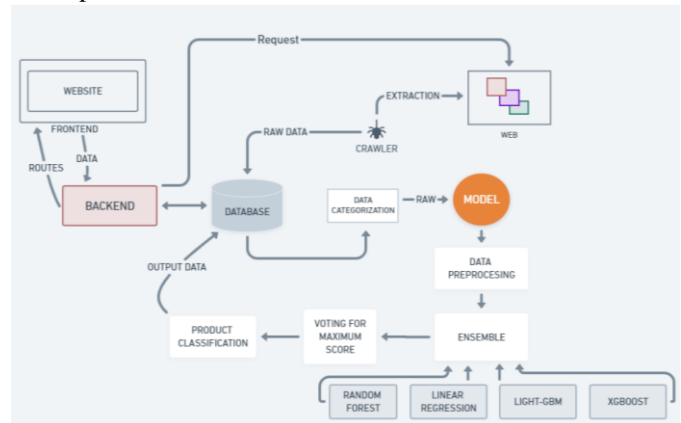 Request
WEBSITE
EXTRACTION
FRONTEND
RAW DATA
WEB
CRAWLER
DATA
ROUTES
BACKEND
DATABASE
DATA
CATEGORIZATION
RAW
MODEL
OUTPUT DATA
DATA
PREPROCESING
PRODUCT
CLASSIFICATION
VOTING FOR
MAXIMUM
SCORE
ENSEMBLE
RANDOM
FOREST
LINEAR
REGRESSION
LIGHT-GBM
XGBOOST